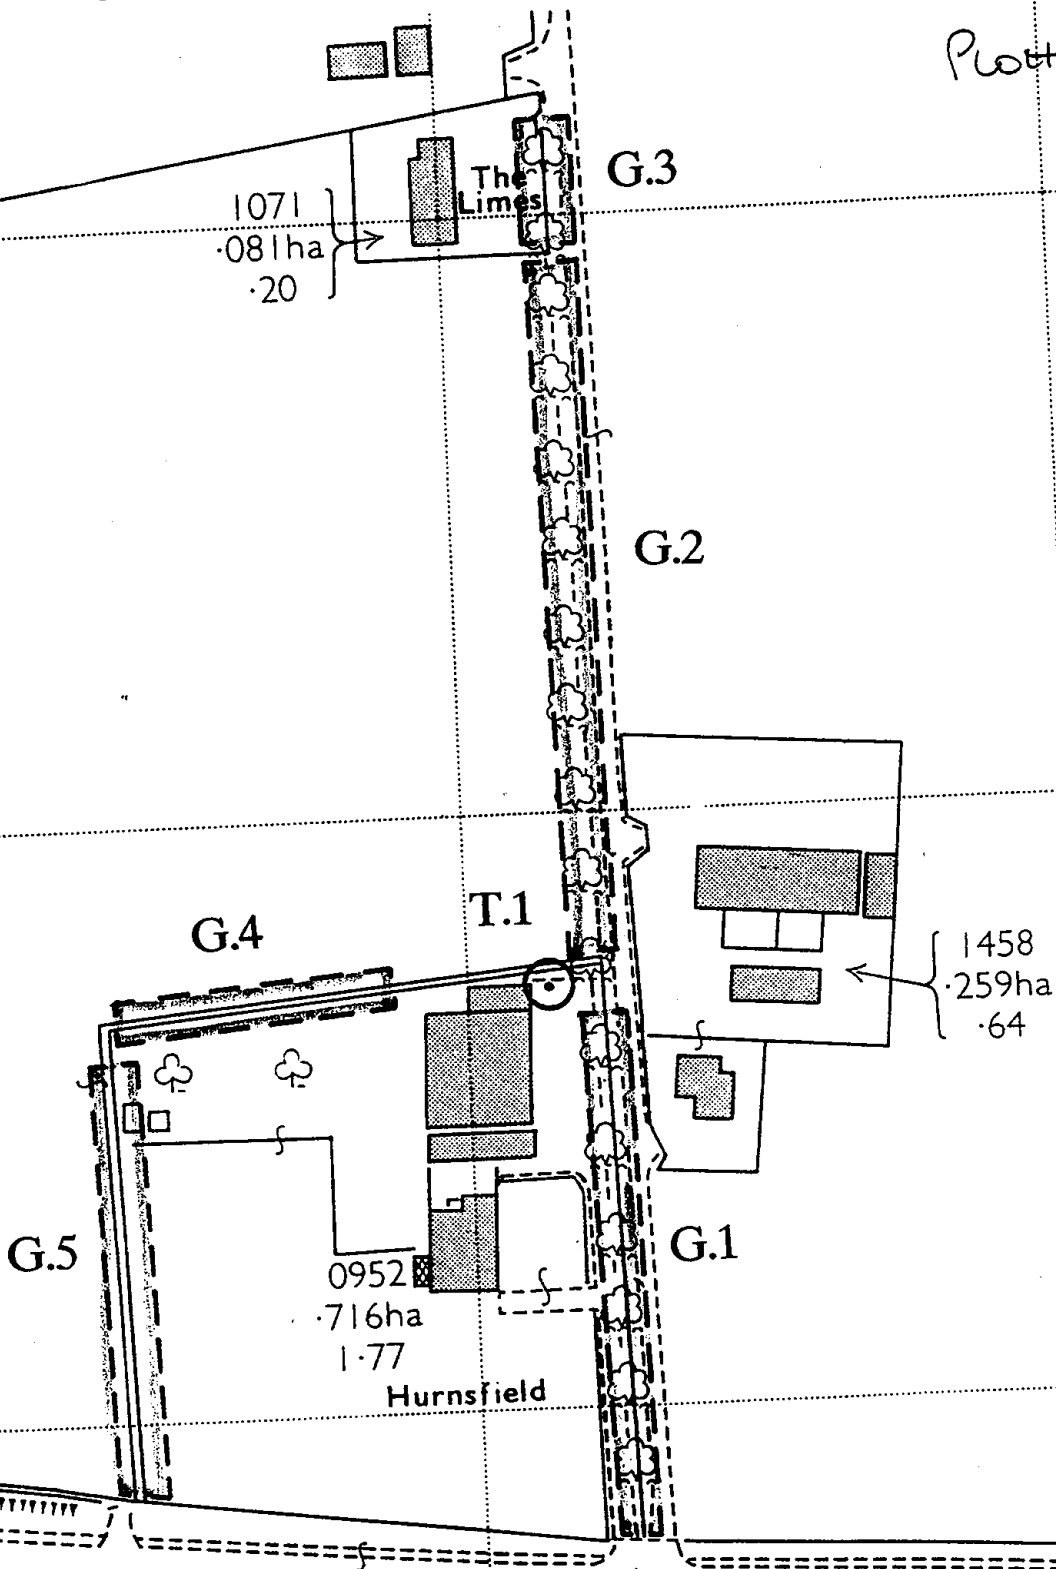 G.3
The
Limes
1071
·081ha
·20
G.2
T.1
G.4
1458
·259ha
·64
G.5
G.1
0952
·716ha
1·77
Hurnsfield